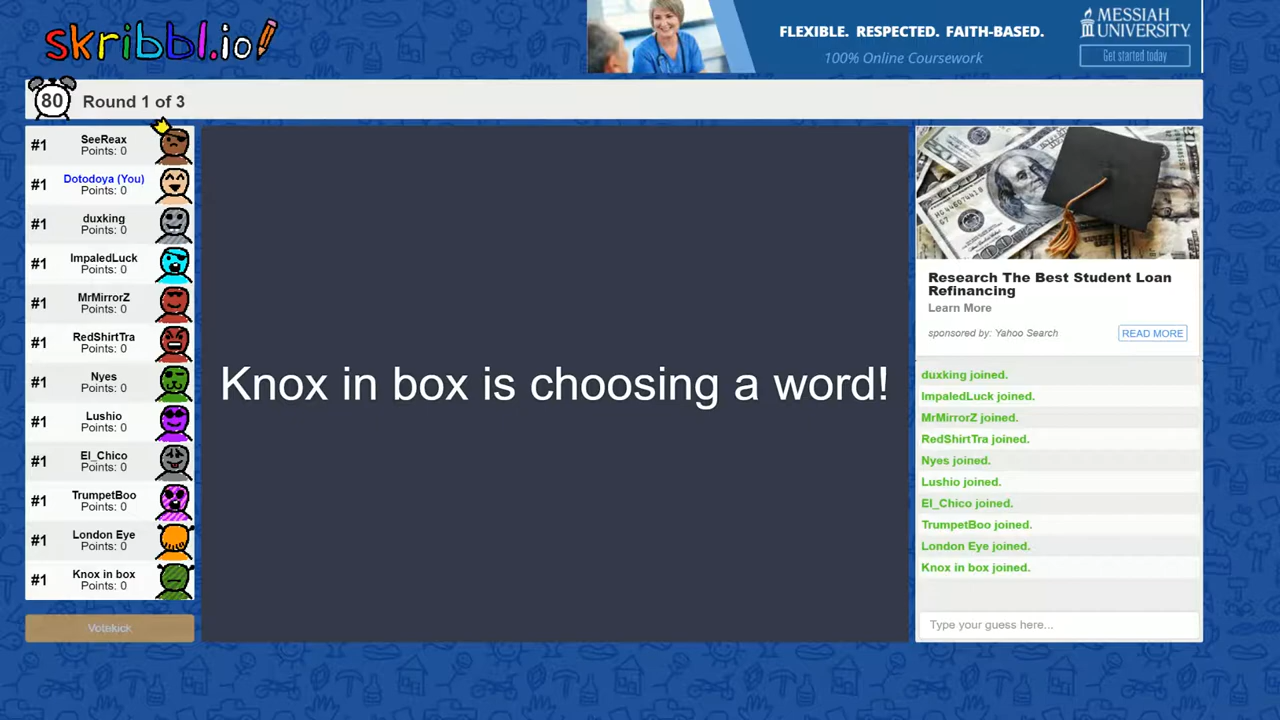 skribbl.io
FLEXIBLE. RESPECTED. FAITH-BASED.
100% Online Coursework
MESSIAH
UNIVERSITY
Get started today
80
Round 1 of 3
#1
SeeReax
Points: 0
#1
Dotodoya (You)
Points: 0
#1
duxking
Points: 0
#1
ImpaledLuck
Points: 0
#1
MrMirrorZ
Points: 0
#1
RedShirtTra
Points: 0
#1
Nyes
Points: 0
#1
Lushio
Points: 0
#1
El_Chico
Points: 0
#1
TrumpetBoo
Points: 0
#1
London Eye
Points: 0
#1
Knox in box
Points: 0
Votekick
Knox in box is choosing a word!
Research The Best Student Loan
Refinancing
Learn More
sponsored by: Yahoo Search
READ MORE
duxking joined.
ImpaledLuck joined.
MrMirrorZ joined.
RedShirtTra joined.
Nyes joined.
Lushio joined.
El_Chico joined.
TrumpetBoo joined.
London Eye joined.
Knox in box joined.
Type your guess here...